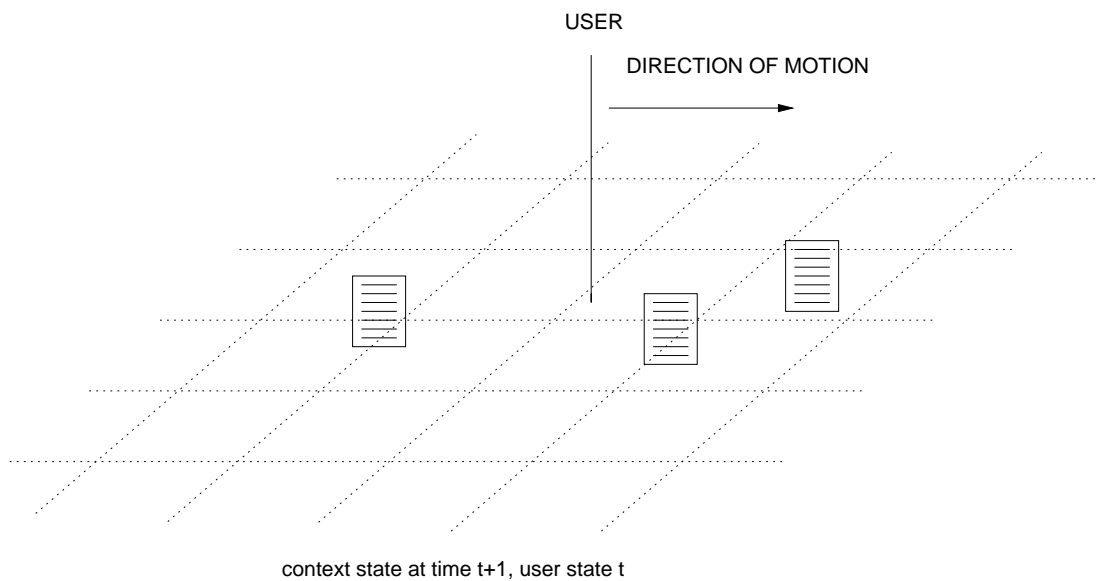 USER
DIRECTION OF MOTION
context state at time t+1, user state t